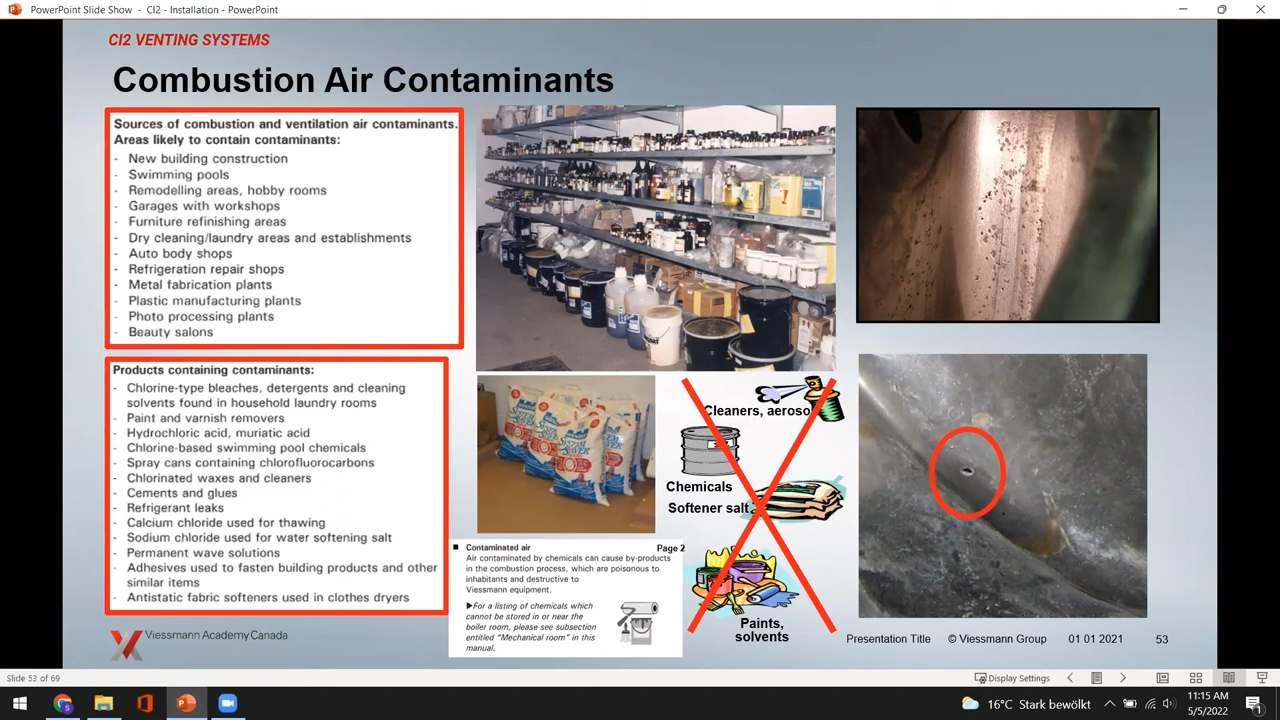 PowerPoint Slide Show - CI2 - Installation - PowerPoint
CI2 VENTING SYSTEMS
Combustion Air Contaminants
Sources of combustion and ventilation air contaminants.
Areas likely to contain contaminants:
- New building construction
- Swimming pools
- Remodelling areas, hobby rooms
- Garages with workshops
- Furniture refinishing areas
- Dry cleaning/laundry areas and establishments
- Auto body shops
- Refrigeration repair shops
- Metal fabrication plants
- Plastic manufacturing plants
- Photo processing plants
- Beauty salons
Products containing contaminants:
- Chlorine-type bleaches, detergents and cleaning
solvents found in household laundry rooms
- Paint and varnish removers
- Hydrochloric acid, muriatic acid
- Chlorine-based swimming pool chemicals
- Spray cans containing chlorofluorocarbons
- Chlorinated waxes and cleaners
- Cements and glues
- Refrigerant leaks
- Calcium chloride used for thawing
- Sodium chloride used for water softening salt
- Permanent wave solutions
- Adhesives used to fasten building products and other
similar items
- Antistatic fabric softeners used in clothes dryers
Cleaners, aeroso
Chemicals
Softener salt
Paints,
solvents
■ Contaminated air
Page 2
Air contaminated by chemicals can cause by-products
in the combustion process, which are poisonous to
inhabitants and destructive to
Viessmann equipment.
▶For a listing of chemicals which
cannot be stored in or near the
boiler room, please see subsection
entitled "Mechanical room" in this
manual.
Viessmann Academy Canada
Presentation Title © Viessmann Group 01 01 2021 53
Slide 53 of 69
Display Settings
16°C Stark bewölkt
11:15 AM
5/5/2022
1